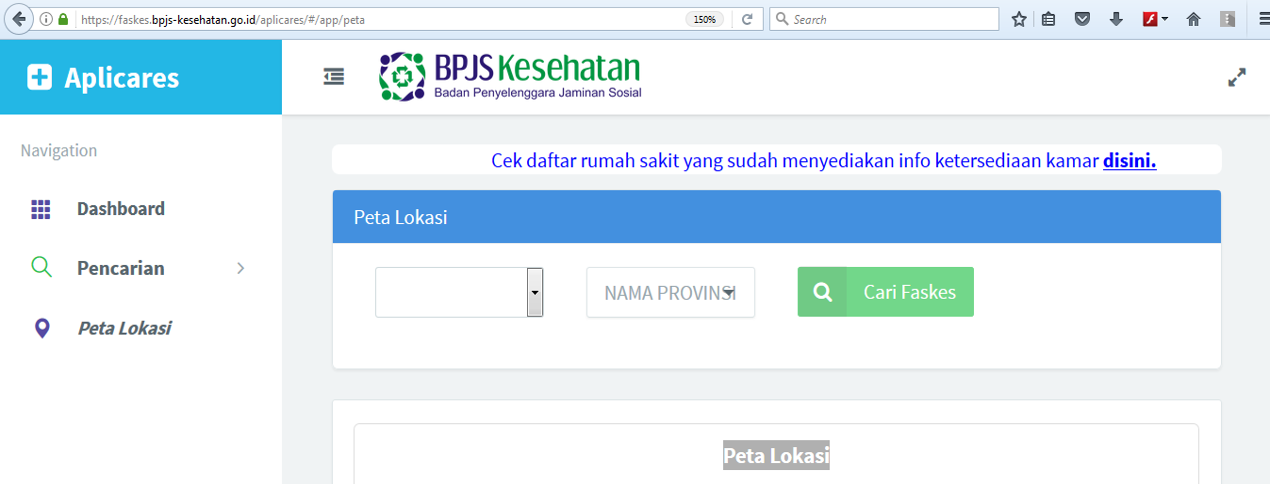 https://faskes.bpjs-kesehatan.go.id/aplicares/#/app/peta
150%
Search
Aplicares
BPJS Kesehatan
Badan Penyelenggara Jaminan Sosial
Navigation
Cek daftar rumah sakit yang sudah menyediakan info ketersediaan kamar disini.
Dashboard
Peta Lokasi
Pencarian
NAMA PROVINSI
Cari Faskes
Peta Lokasi
Peta Lokasi